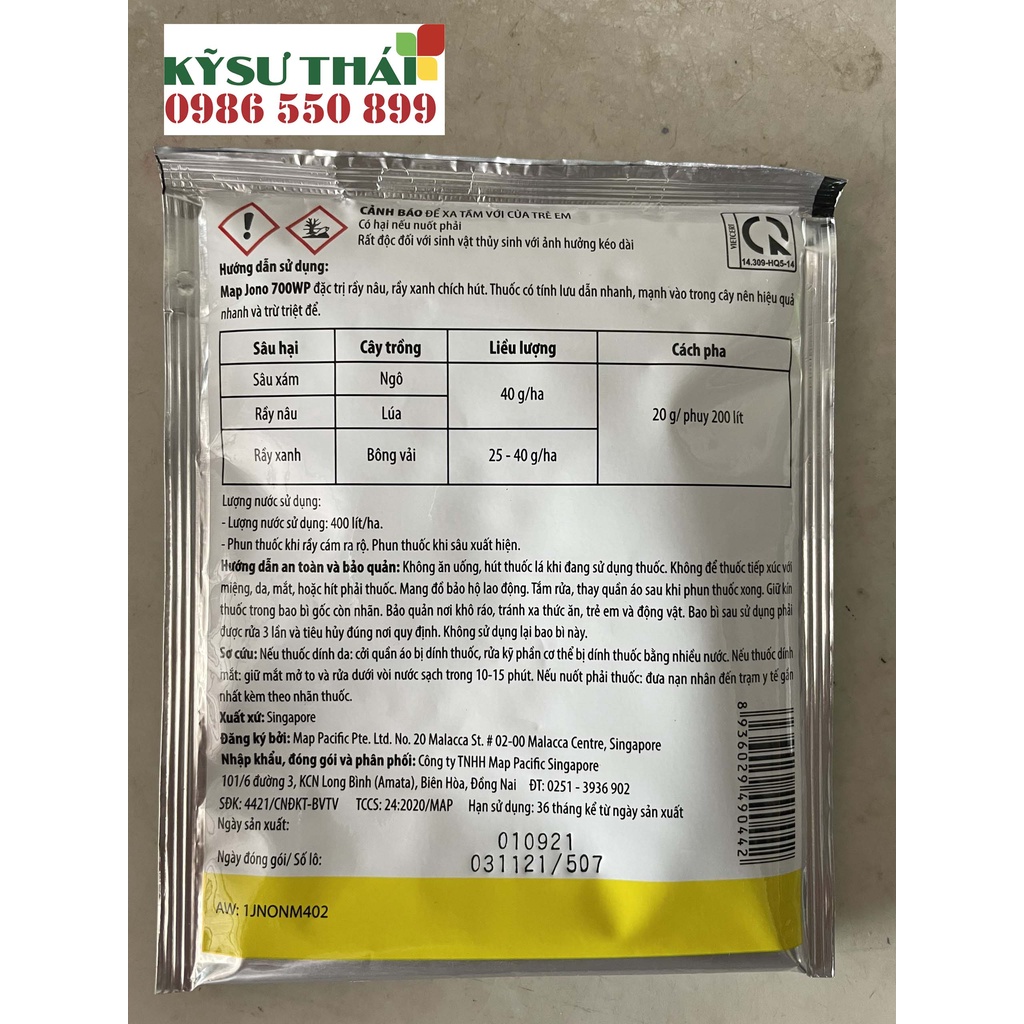 KỸSƯ THÁI
0986 550 899
CẢNH BÁO ĐỂ XA TẦM VỚI CỦA TRẺ EM
Có hại nếu nuốt phải
Rất độc đối với sinh vật thủy sinh với ảnh hưởng kéo dài
VIETCERT
14.309-HQ5-14
Hướng dẫn sử dụng:
Map Jono 700WP đặc trị rầy nâu, rầy xanh chích hút. Thuốc có tính lưu dẫn nhanh, mạnh vào trong cây nên hiệu quả
nhanh và trừ triệt để.
Sâu hại Cây trồng Liều lượng Cách pha
Sâu xám Ngô 40 g/ha 20 g/ phuy 200 lít
Rầy nâu Lúa
Rầy xanh Bông vải 25 - 40 g/ha
Lượng nước sử dụng:
- Lượng nước sử dụng: 400 lít/ha.
- Phun thuốc khi rầy cám ra rộ. Phun thuốc khi sâu xuất hiện.
Hướng dẫn an toàn và bảo quản: Không ăn uống, hút thuốc lá khi đang sử dụng thuốc. Không để thuốc tiếp xúc với
miệng, da, mắt, hoặc hít phải thuốc. Mang đồ bảo hộ lao động. Tắm rửa, thay quần áo sau khi phun thuốc xong. Giữ kín
thuốc trong bao bì gốc còn nhãn. Bảo quản nơi khô ráo, tránh xa thức ăn, trẻ em và động vật. Bao bì sau sử dụng phải
được rửa 3 lần và tiêu hủy đúng nơi quy định. Không sử dụng lại bao bì này.
Sơ cứu: Nếu thuốc dính da: cởi quần áo bị dính thuốc, rửa kỹ phần cơ thể bị dính thuốc bằng nhiều nước. Nếu thuốc dính
mắt: giữ mắt mở to và rửa dưới vòi nước sạch trong 10-15 phút. Nếu nuốt phải thuốc: đưa nạn nhân đến trạm y tế gần
nhất kèm theo nhãn thuốc.
Xuất xứ: Singapore
Đăng ký bởi: Map Pacific Pte. Ltd. No. 20 Malacca St. # 02-00 Malacca Centre, Singapore
Nhập khẩu, đóng gói và phân phối: Công ty TNHH Map Pacific Singapore
101/6 đường 3, KCN Long Bình (Amata), Biên Hòa, Đồng Nai ĐT: 0251 - 3936 902
SĐK: 4421/CNĐKT-BVTV TCCS: 24:2020/MAP Hạn sử dụng: 36 tháng kể từ ngày sản xuất
Ngày sản xuất: 010921
Ngày đóng gói/ Số lô: 031121/507
8936029490442
AW: 1JNONM402